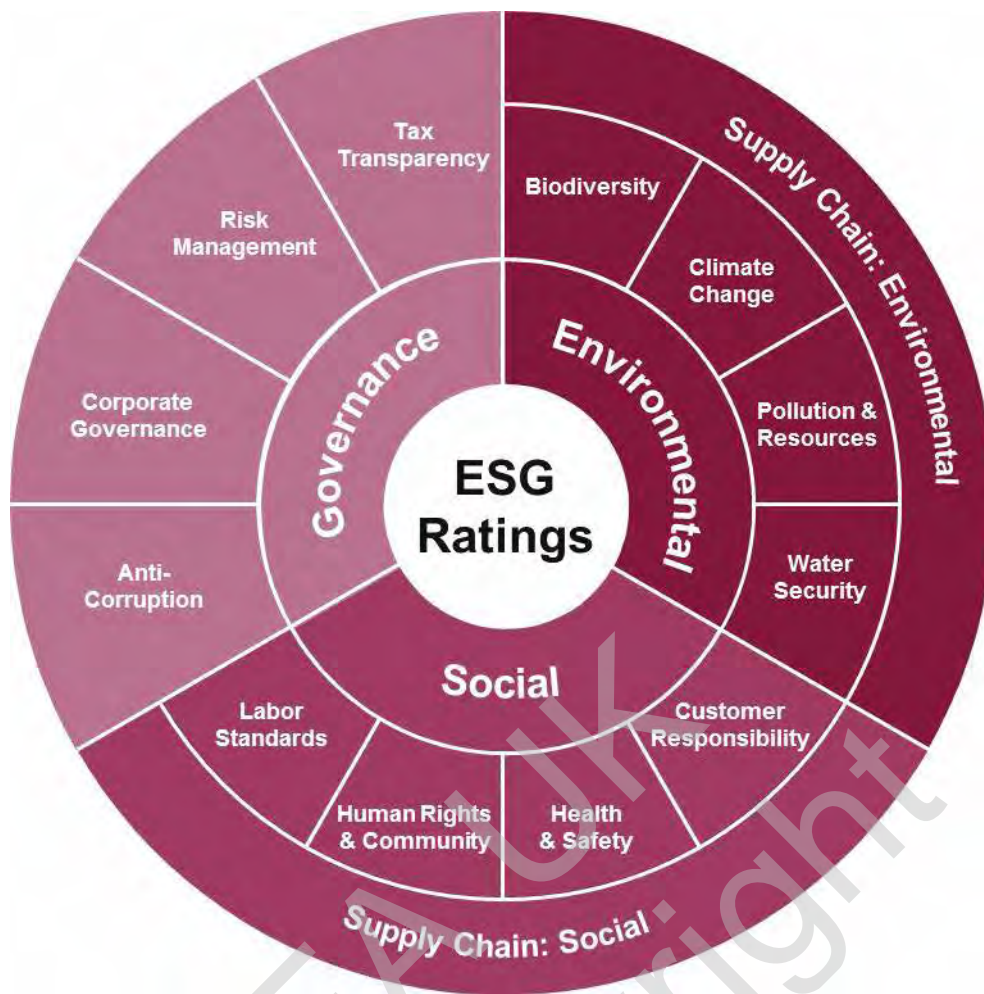 ESG
Ratings
Environmental
Biodiversity
Climate
Change
Pollution &
Resources
Water
Security
Supply Chain: Environmental
Social
Customer
Responsibility
Health
& Safety
Human Rights
& Community
Labor
Standards
Supply Chain: Social
Governance
Anti-
Corruption
Corporate
Governance
Risk
Management
Tax
Transparency
UK